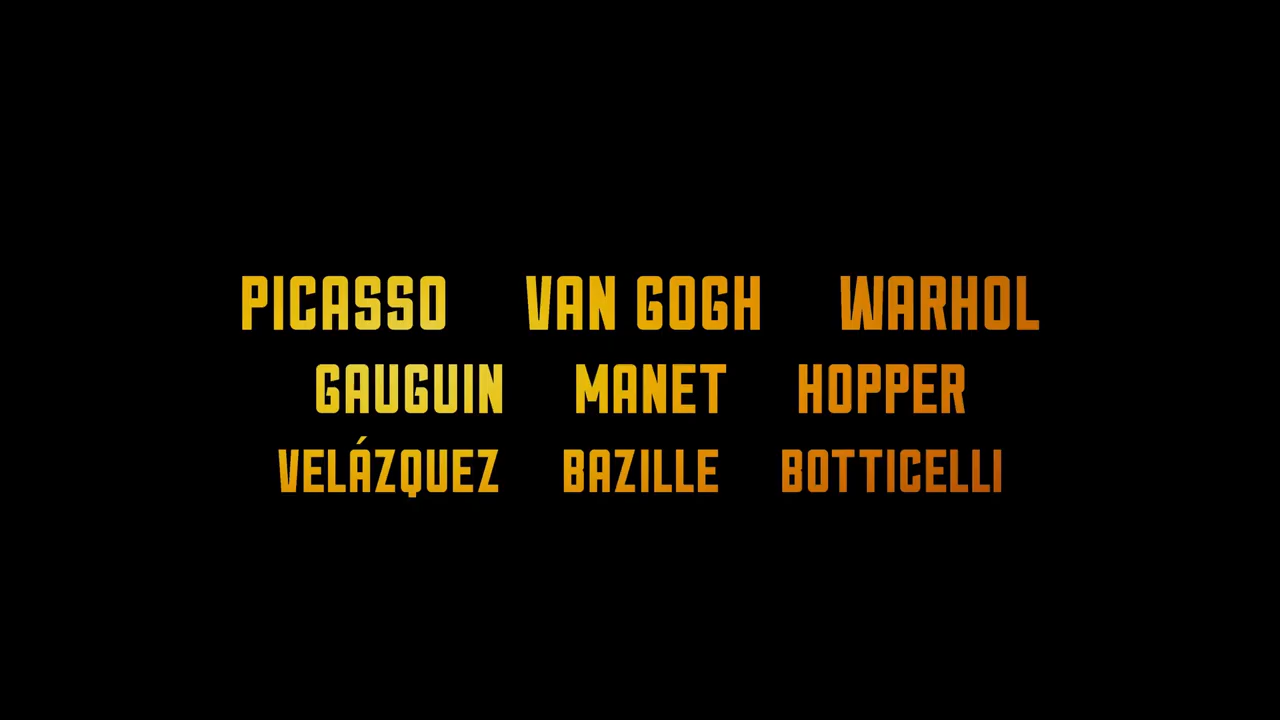 PICASSO VAN GOGH WARHOL
GAUGUIN MANET HOPPER
VELÁZQUEZ BAZILLE BOTTICELLI